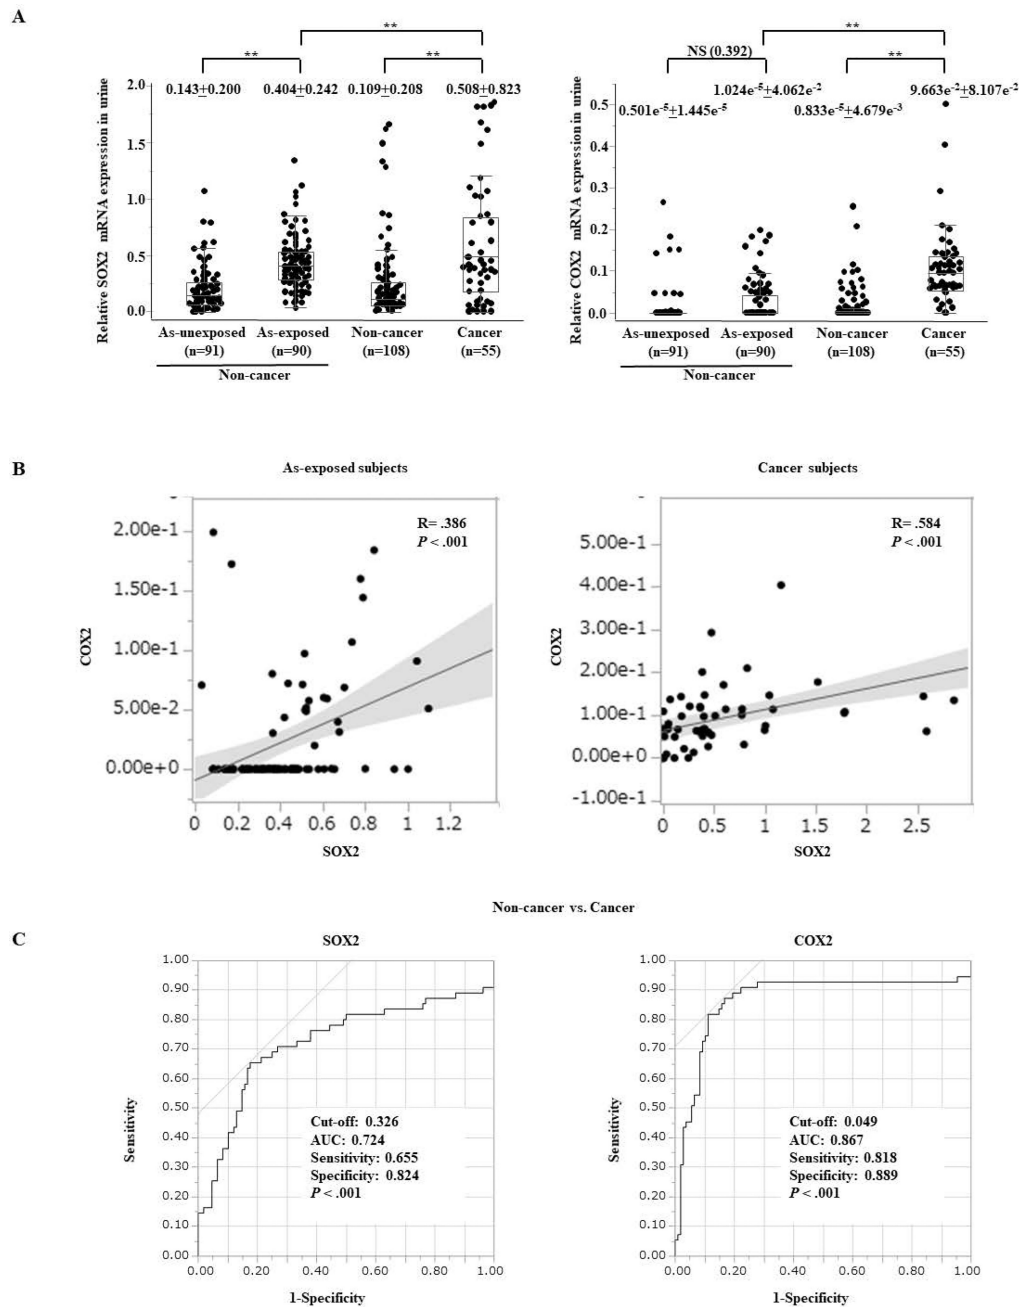 A
**
**
**
Relative SOX2 mRNA expression in urine
2.0
1.5
1.0
0.5
0.0
0.143±0.200
0.404±0.242
0.109±0.208
0.508±0.823
As-unexposed
(n=91)
As-exposed
(n=90)
Non-cancer
(n=108)
Cancer
(n=55)
Non-cancer
**
NS (0.392)
**
Relative COX2 mRNA expression in urine
0.5
0.4
0.3
0.2
0.1
0.0
0.501e-5±1.445e-5
1.024e-5±4.062e-2
0.833e-5±4.679e-3
9.663e-2±8.107e-2
As-unexposed
(n=91)
As-exposed
(n=90)
Non-cancer
(n=108)
Cancer
(n=55)
Non-cancer
B
As-exposed subjects
COX2
2.00e-1
1.50e-1
1.00e-1
5.00e-2
0.00e+0
R= .386
P < .001
0 0.2 0.4 0.6 0.8 1 1.2
SOX2
Cancer subjects
COX2
5.00e-1
4.00e-1
3.00e-1
2.00e-1
1.00e-1
0.00e+0
-1.00e-1
R= .584
P < .001
0 0.5 1 1.5 2 2.5
SOX2
Non-cancer vs. Cancer
C
SOX2
Sensitivity
1.00
0.90
0.80
0.70
0.60
0.50
0.40
0.30
0.20
0.10
0.00
Cut-off: 0.326
AUC: 0.724
Sensitivity: 0.655
Specificity: 0.824
P < .001
0.00 0.20 0.40 0.60 0.80 1.00
1-Specificity
COX2
Sensitivity
1.00
0.90
0.80
0.70
0.60
0.50
0.40
0.30
0.20
0.10
0.00
Cut-off: 0.049
AUC: 0.867
Sensitivity: 0.818
Specificity: 0.889
P < .001
0.00 0.20 0.40 0.60 0.80 1.00
1-Specificity